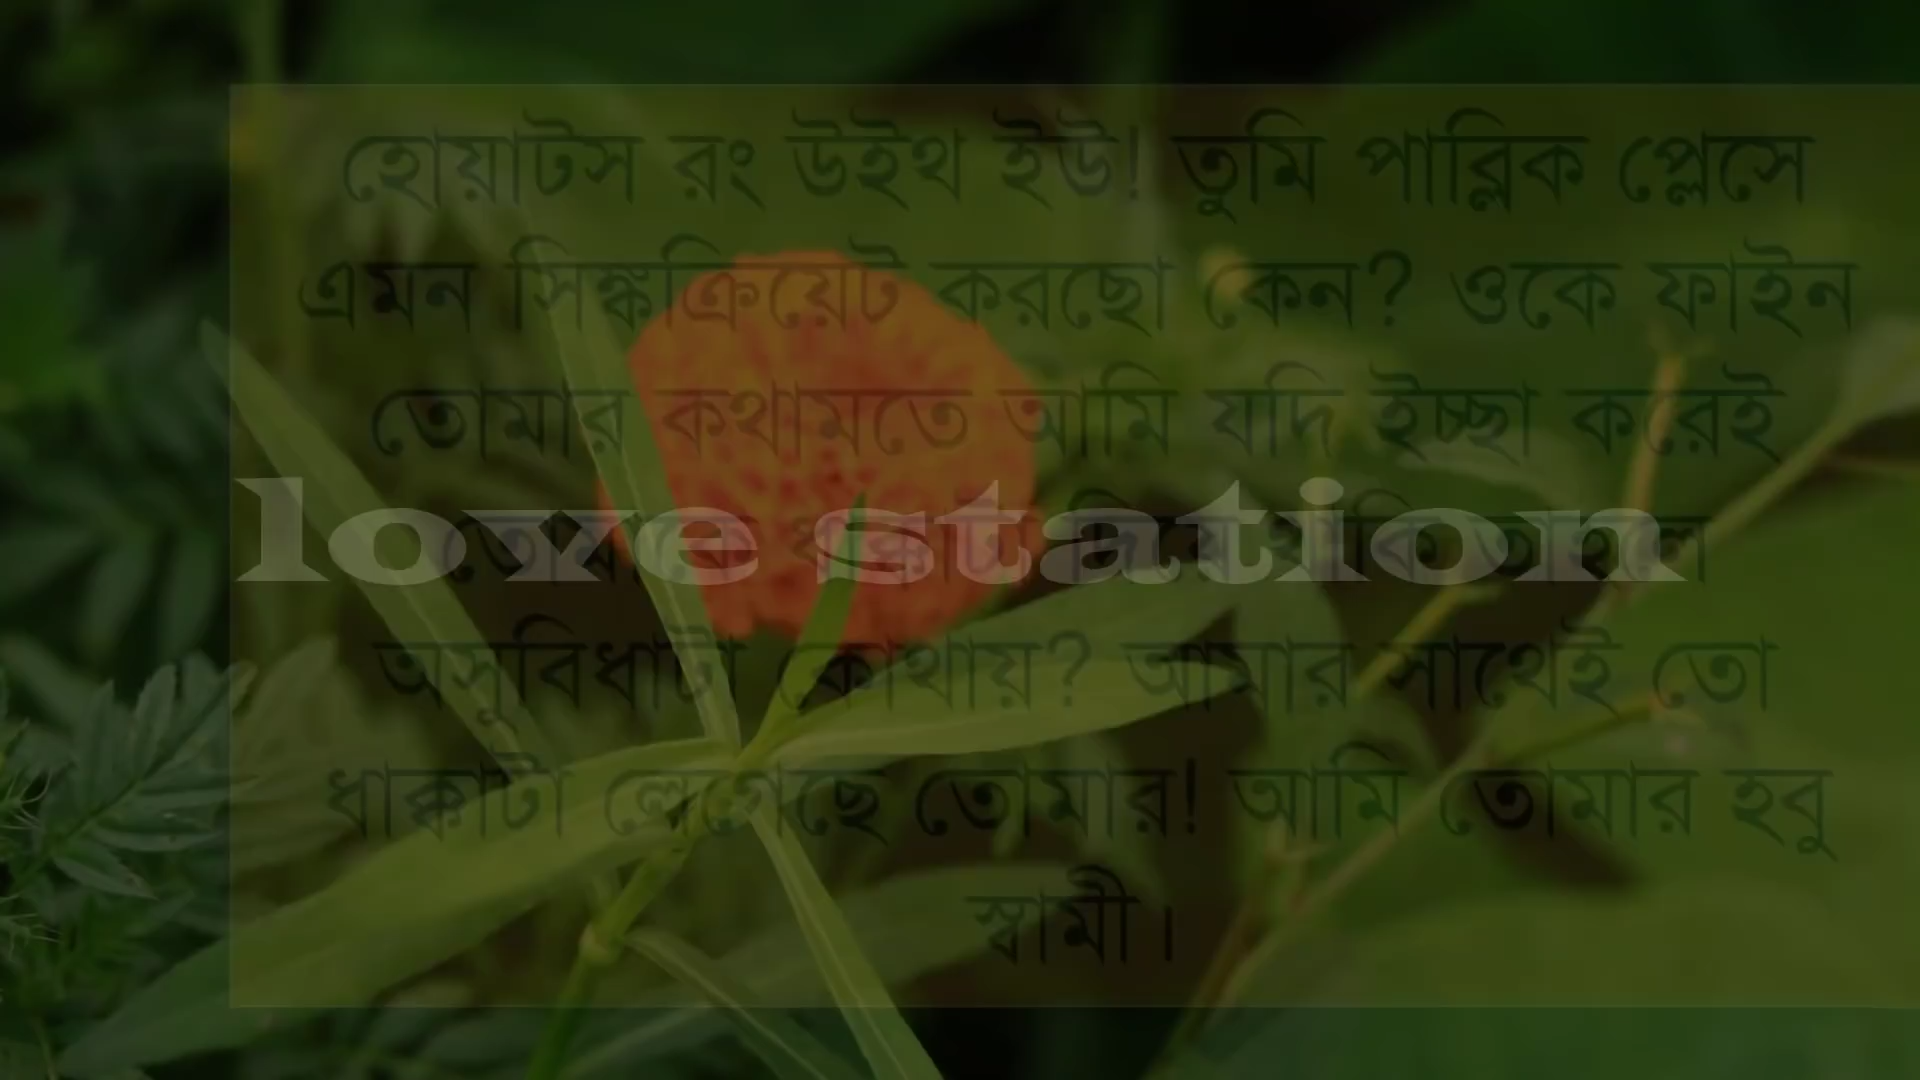 হোয়াটস রং উইথ ইউ! তুমি পাব্লিক প্লেসে
এমন সিঙ্ক্রিয়েট করছো কেন? ওকে ফাইন
তোমার কথামতে আমি যদি ইচ্ছা করেই
তোমাকে ধাক্কাটা দিয়ে থাকি তাহলে
love station
অসুবিধাটা কোথায়? আমার সাথেই তো
ধাক্কাটা লেগেছে তোমার! আমি তোমার হবু
স্বামী।